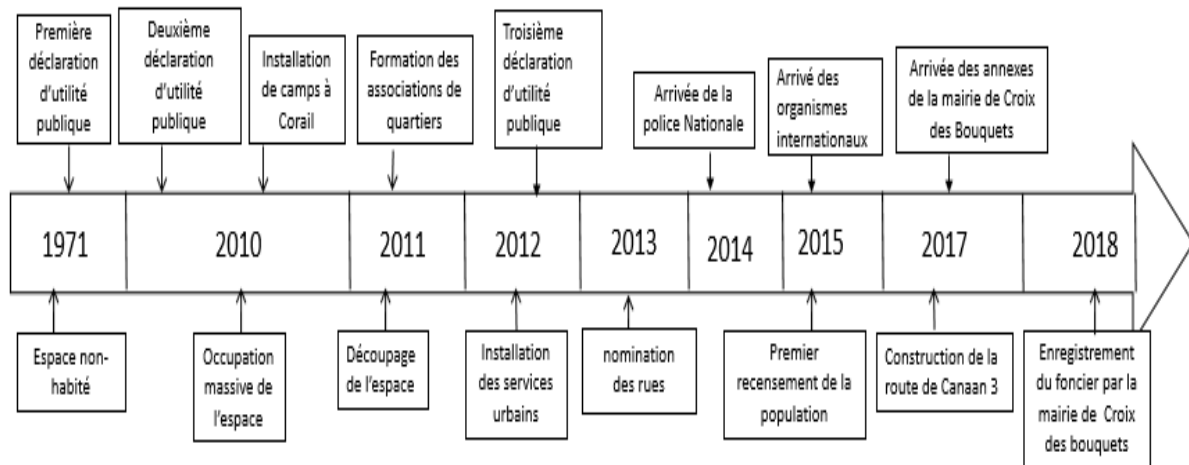 Première
déclaration
d'utilité
publique
Deuxième
déclaration
d'utilité
publique
Installation
de camps à
Corail
Formation des
associations de
quartiers
Troisième
déclaration
d'utilité
publique
Arrivée de la
police Nationale
Arrivé des
organismes
internationaux
Arrivée des annexes
de la mairie de Croix
des Bouquets
1971
2010
2011
2012
2013
2014
2015
2017
2018
Espace non-
habité
Occupation
massive de
l'espace
Découpage
de l'espace
Installation
des services
urbains
nomination
des rues
Premier
recensement de la
population
Construction de la
route de Canaan 3
Enregistrement
du foncier par la
mairie de Croix
des bouquets